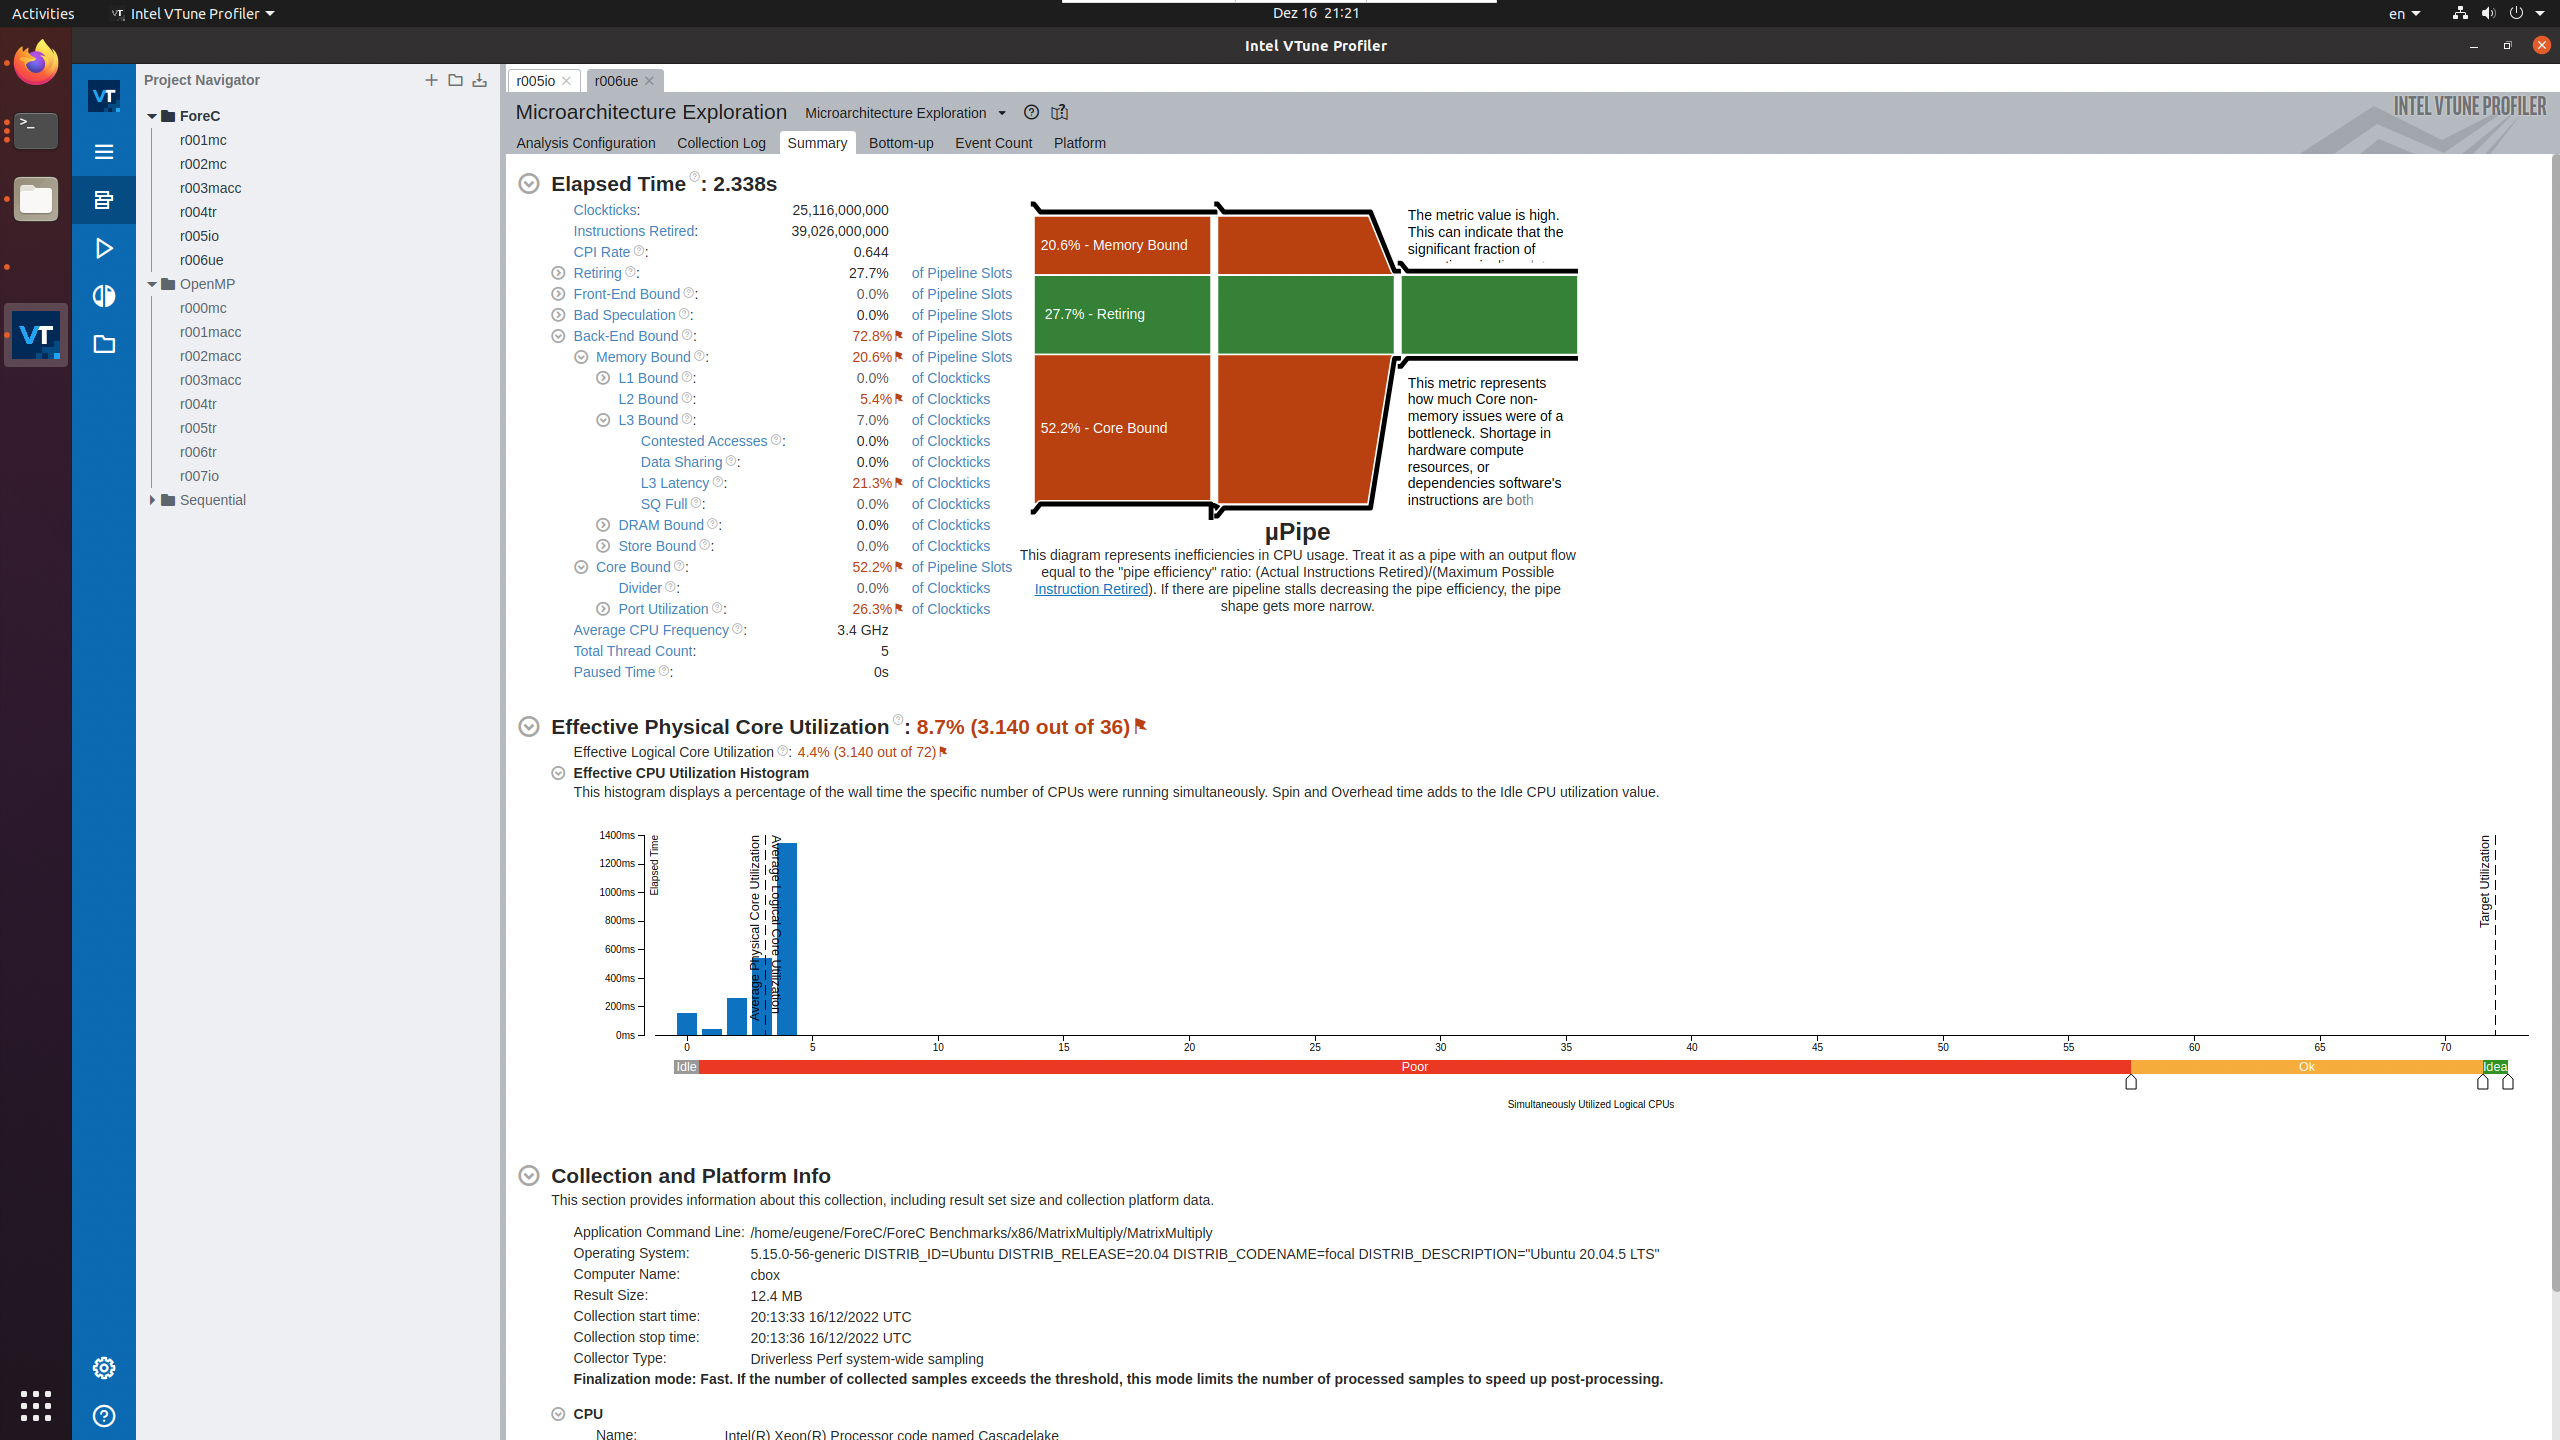 Activities
Intel VTune Profiler
Dez 16 21:21
en
Intel VTune Profiler
Project Navigator
ForeC
r001mc
r002mc
r003macc
r004tr
r005io
r006ue
OpenMP
r000mc
r001macc
r002macc
r003macc
r004tr
r005tr
r006tr
r007io
Sequential
r005io
r006ue
Microarchitecture Exploration
Microarchitecture Exploration
INTEL VTUNE PROFILER
Analysis Configuration
Collection Log
Summary
Bottom-up
Event Count
Platform
Elapsed Time: 2.338s
Clockticks: 25,116,000,000
Instructions Retired: 39,026,000,000
CPI Rate: 0.644
Retiring: 27.7% of Pipeline Slots
Front-End Bound: 0.0% of Pipeline Slots
Bad Speculation: 0.0% of Pipeline Slots
Back-End Bound: 72.8% of Pipeline Slots
Memory Bound: 20.6% of Pipeline Slots
L1 Bound: 0.0% of Clockticks
L2 Bound: 5.4% of Clockticks
L3 Bound: 7.0% of Clockticks
Contested Accesses: 0.0% of Clockticks
Data Sharing: 0.0% of Clockticks
L3 Latency: 21.3% of Clockticks
SQ Full: 0.0% of Clockticks
DRAM Bound: 0.0% of Clockticks
Store Bound: 0.0% of Clockticks
Core Bound: 52.2% of Pipeline Slots
Divider: 0.0% of Clockticks
Port Utilization: 26.3% of Clockticks
Average CPU Frequency: 3.4 GHz
Total Thread Count: 5
Paused Time: 0s
20.6% - Memory Bound
27.7% - Retiring
52.2% - Core Bound
The metric value is high.
This can indicate that the
significant fraction of
This metric represents
how much Core non-
memory issues were of a
bottleneck. Shortage in
hardware compute
resources, or
dependencies software's
instructions are both
µPipe
This diagram represents inefficiencies in CPU usage. Treat it as a pipe with an output flow
equal to the "pipe efficiency" ratio: (Actual Instructions Retired)/(Maximum Possible
Instruction Retired). If there are pipeline stalls decreasing the pipe efficiency, the pipe
shape gets more narrow.
Effective Physical Core Utilization: 8.7% (3.140 out of 36)
Effective Logical Core Utilization: 4.4% (3.140 out of 72)
Effective CPU Utilization Histogram
This histogram displays a percentage of the wall time the specific number of CPUs were running simultaneously. Spin and Overhead time adds to the Idle CPU utilization value.
1400ms
1200ms
1000ms
800ms
600ms
400ms
200ms
0ms
Elapsed Time
Average Physical Core Utilization
Average Logical Core Utilization
Target Utilization
0 5 10 15 20 25 30 35 40 45 50 55 60 65 70
Idle Poor Ok Idea
Simultaneously Utilized Logical CPUs
Collection and Platform Info
This section provides information about this collection, including result set size and collection platform data.
Application Command Line: /home/eugene/ForeC/ForeC Benchmarks/x86/MatrixMultiply/MatrixMultiply
Operating System: 5.15.0-56-generic DISTRIB_ID=Ubuntu DISTRIB_RELEASE=20.04 DISTRIB_CODENAME=focal DISTRIB_DESCRIPTION="Ubuntu 20.04.5 LTS"
Computer Name: cbox
Result Size: 12.4 MB
Collection start time: 20:13:33 16/12/2022 UTC
Collection stop time: 20:13:36 16/12/2022 UTC
Collector Type: Driverless Perf system-wide sampling
Finalization mode: Fast. If the number of collected samples exceeds the threshold, this mode limits the number of processed samples to speed up post-processing.
CPU
Name: Intel(R) Xeon(R) Processor code named Cascadelake